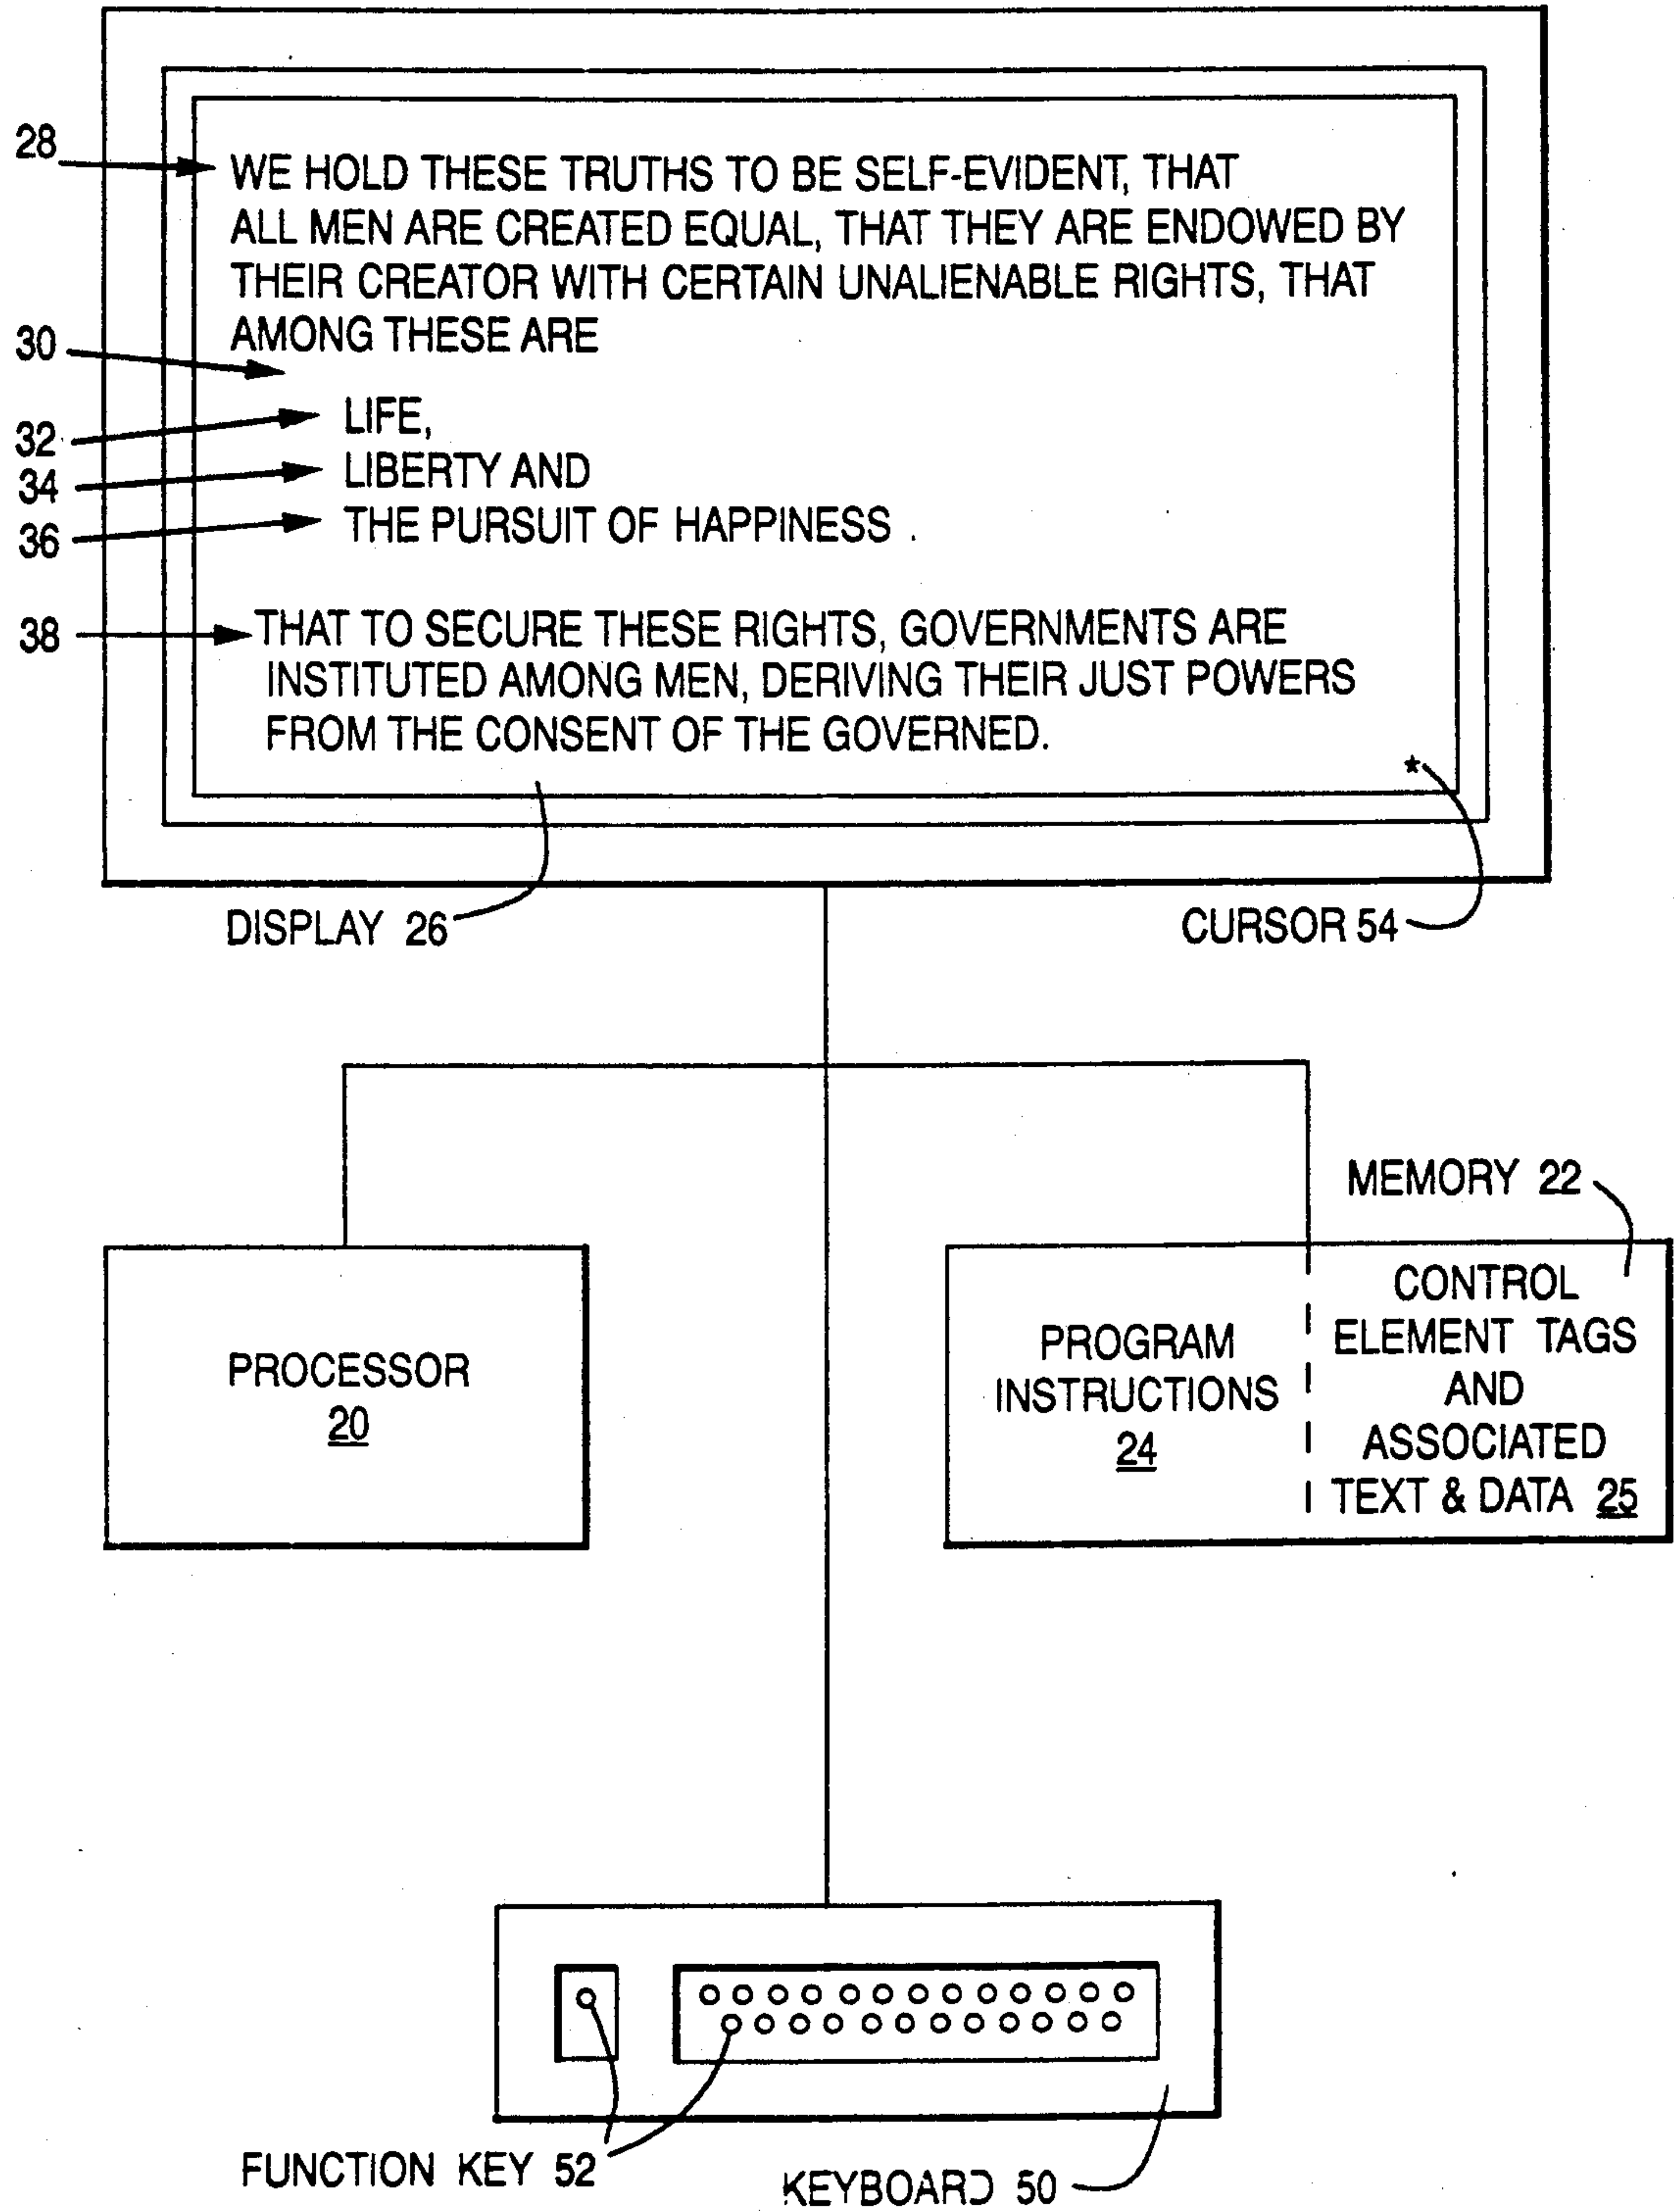 28
WE HOLD THESE TRUTHS TO BE SELF-EVIDENT, THAT
ALL MEN ARE CREATED EQUAL, THAT THEY ARE ENDOWED BY
THEIR CREATOR WITH CERTAIN UNALIENABLE RIGHTS, THAT
AMONG THESE ARE
30
32
LIFE,
34
LIBERTY AND
36
THE PURSUIT OF HAPPINESS .
38
THAT TO SECURE THESE RIGHTS, GOVERNMENTS ARE
INSTITUTED AMONG MEN, DERIVING THEIR JUST POWERS
FROM THE CONSENT OF THE GOVERNED.
*
DISPLAY 26
CURSOR 54
MEMORY 22
PROCESSOR
20
PROGRAM
INSTRUCTIONS
24
CONTROL
ELEMENT TAGS
AND
ASSOCIATED
TEXT & DATA 25
FUNCTION KEY 52
KEYBOARD 50